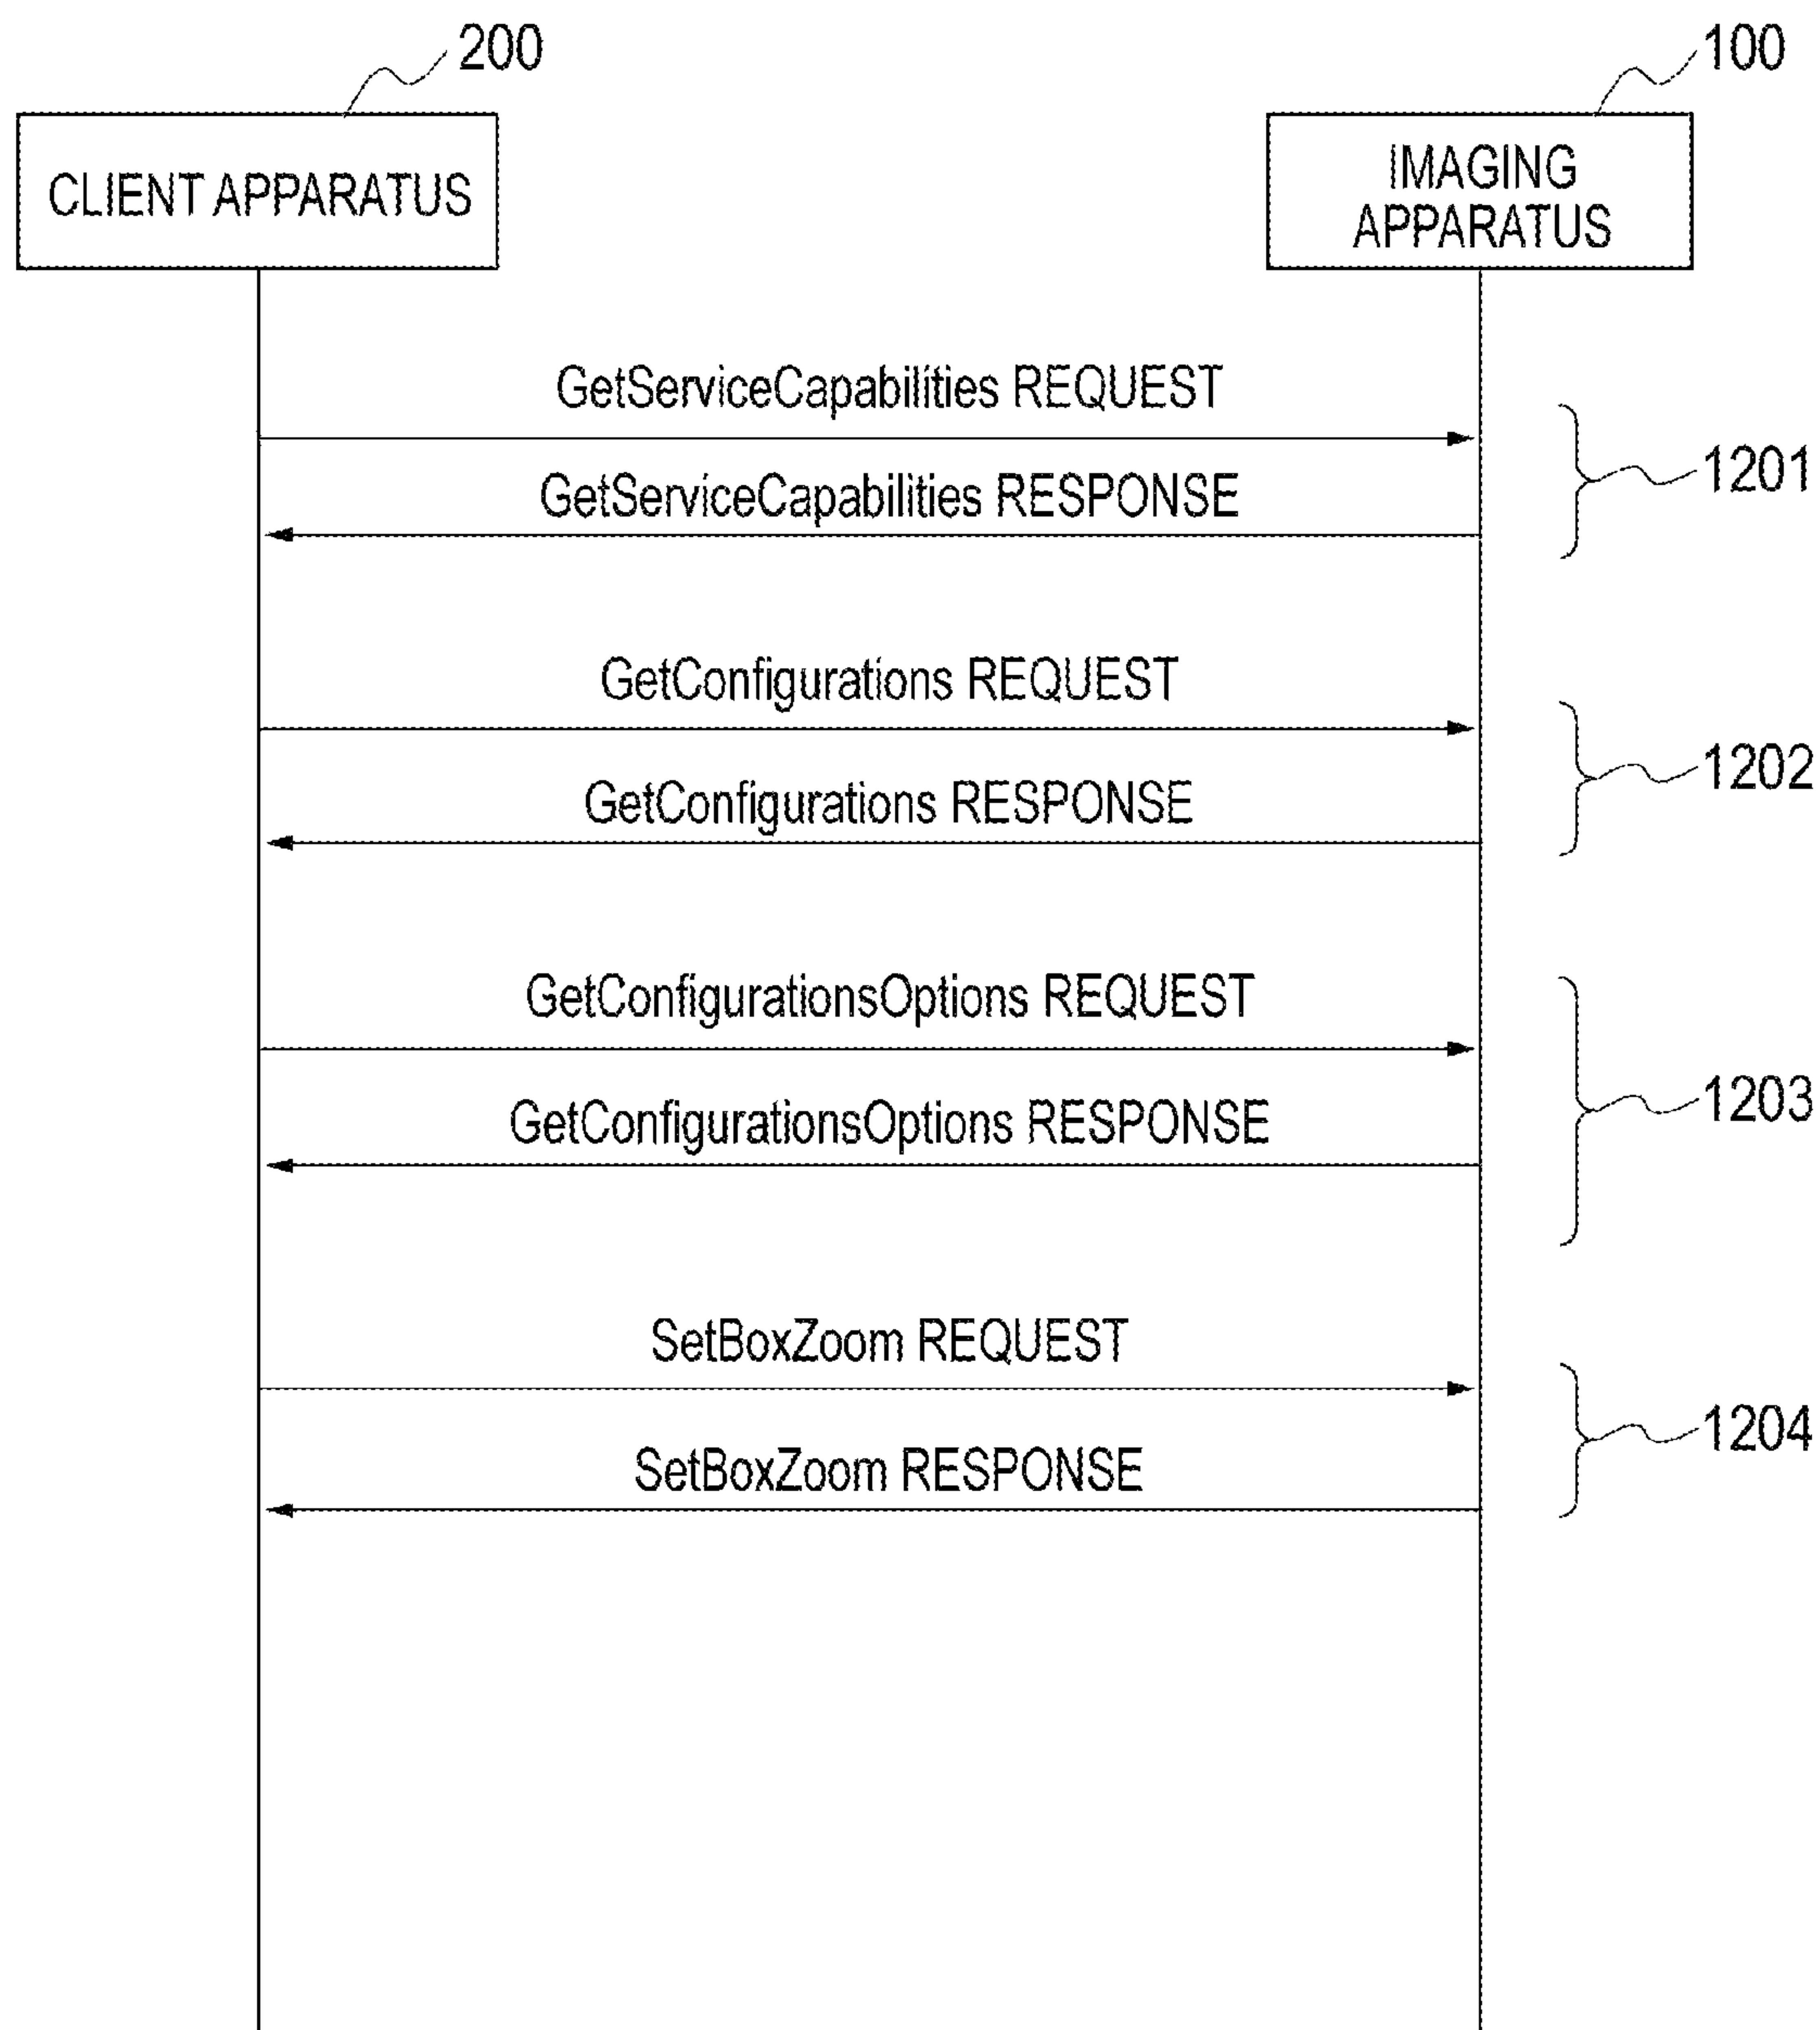 200
100
CLIENT APPARATUS
IMAGING
APPARATUS
GetServiceCapabilities REQUEST
1201
GetServiceCapabilities RESPONSE
GetConfigurations REQUEST
1202
GetConfigurations RESPONSE
GetConfigurationsOptions REQUEST
1203
GetConfigurationsOptions RESPONSE
SetBoxZoom REQUEST
1204
SetBoxZoom RESPONSE